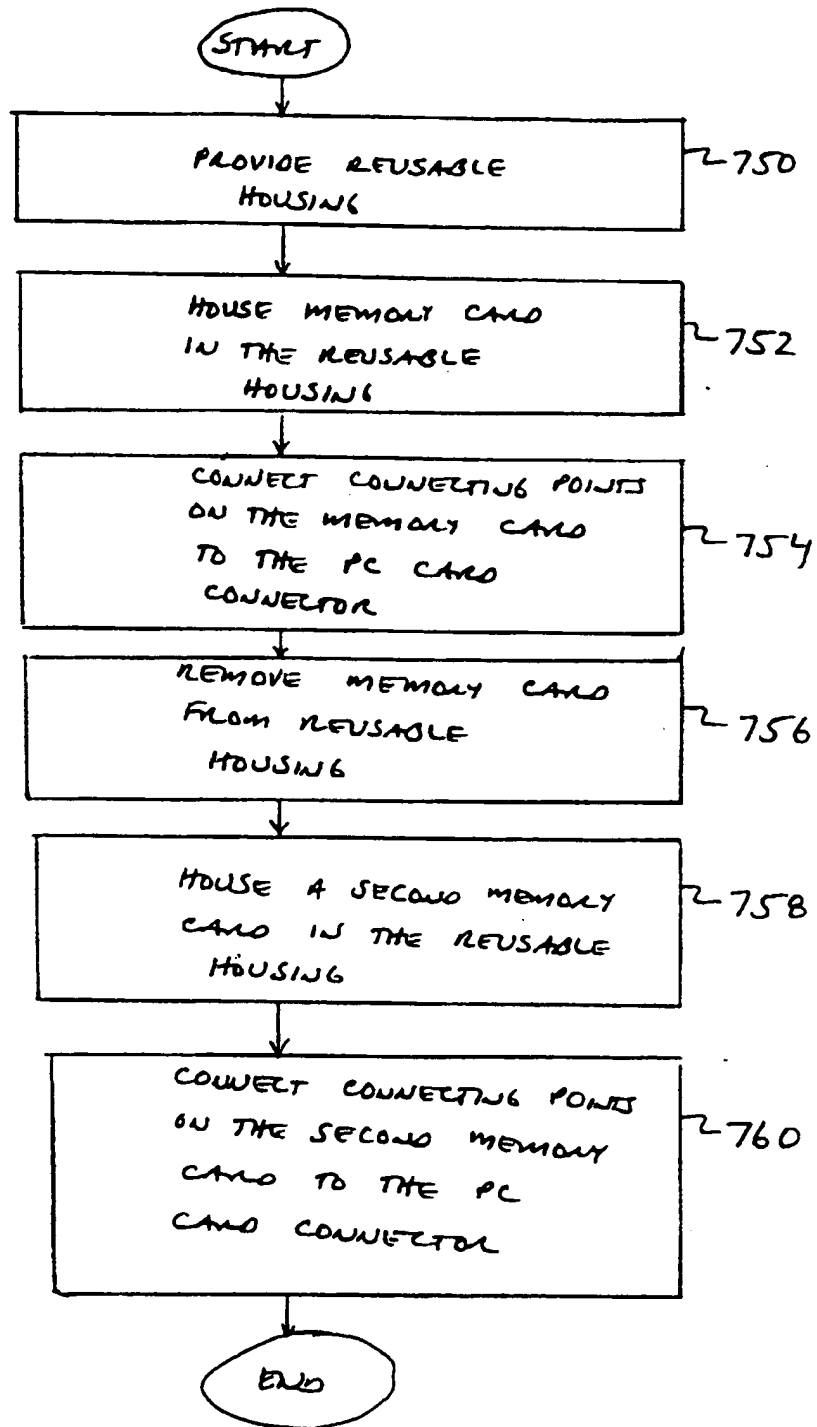 START
PROVIDE REUSABLE
HOUSING
750
HOUSE MEMORY CARD
IN THE REUSABLE
HOUSING
752
CONNECT CONNECTING POINTS
ON THE MEMORY CARD
TO THE PC CARD
CONNECTOR
754
REMOVE MEMORY CARD
FROM REUSABLE
HOUSING
756
HOUSE A SECOND MEMORY
CARD IN THE REUSABLE
HOUSING
758
CONNECT CONNECTING POINTS
ON THE SECOND MEMORY
CARD TO THE PC
CARD CONNECTOR
760
END